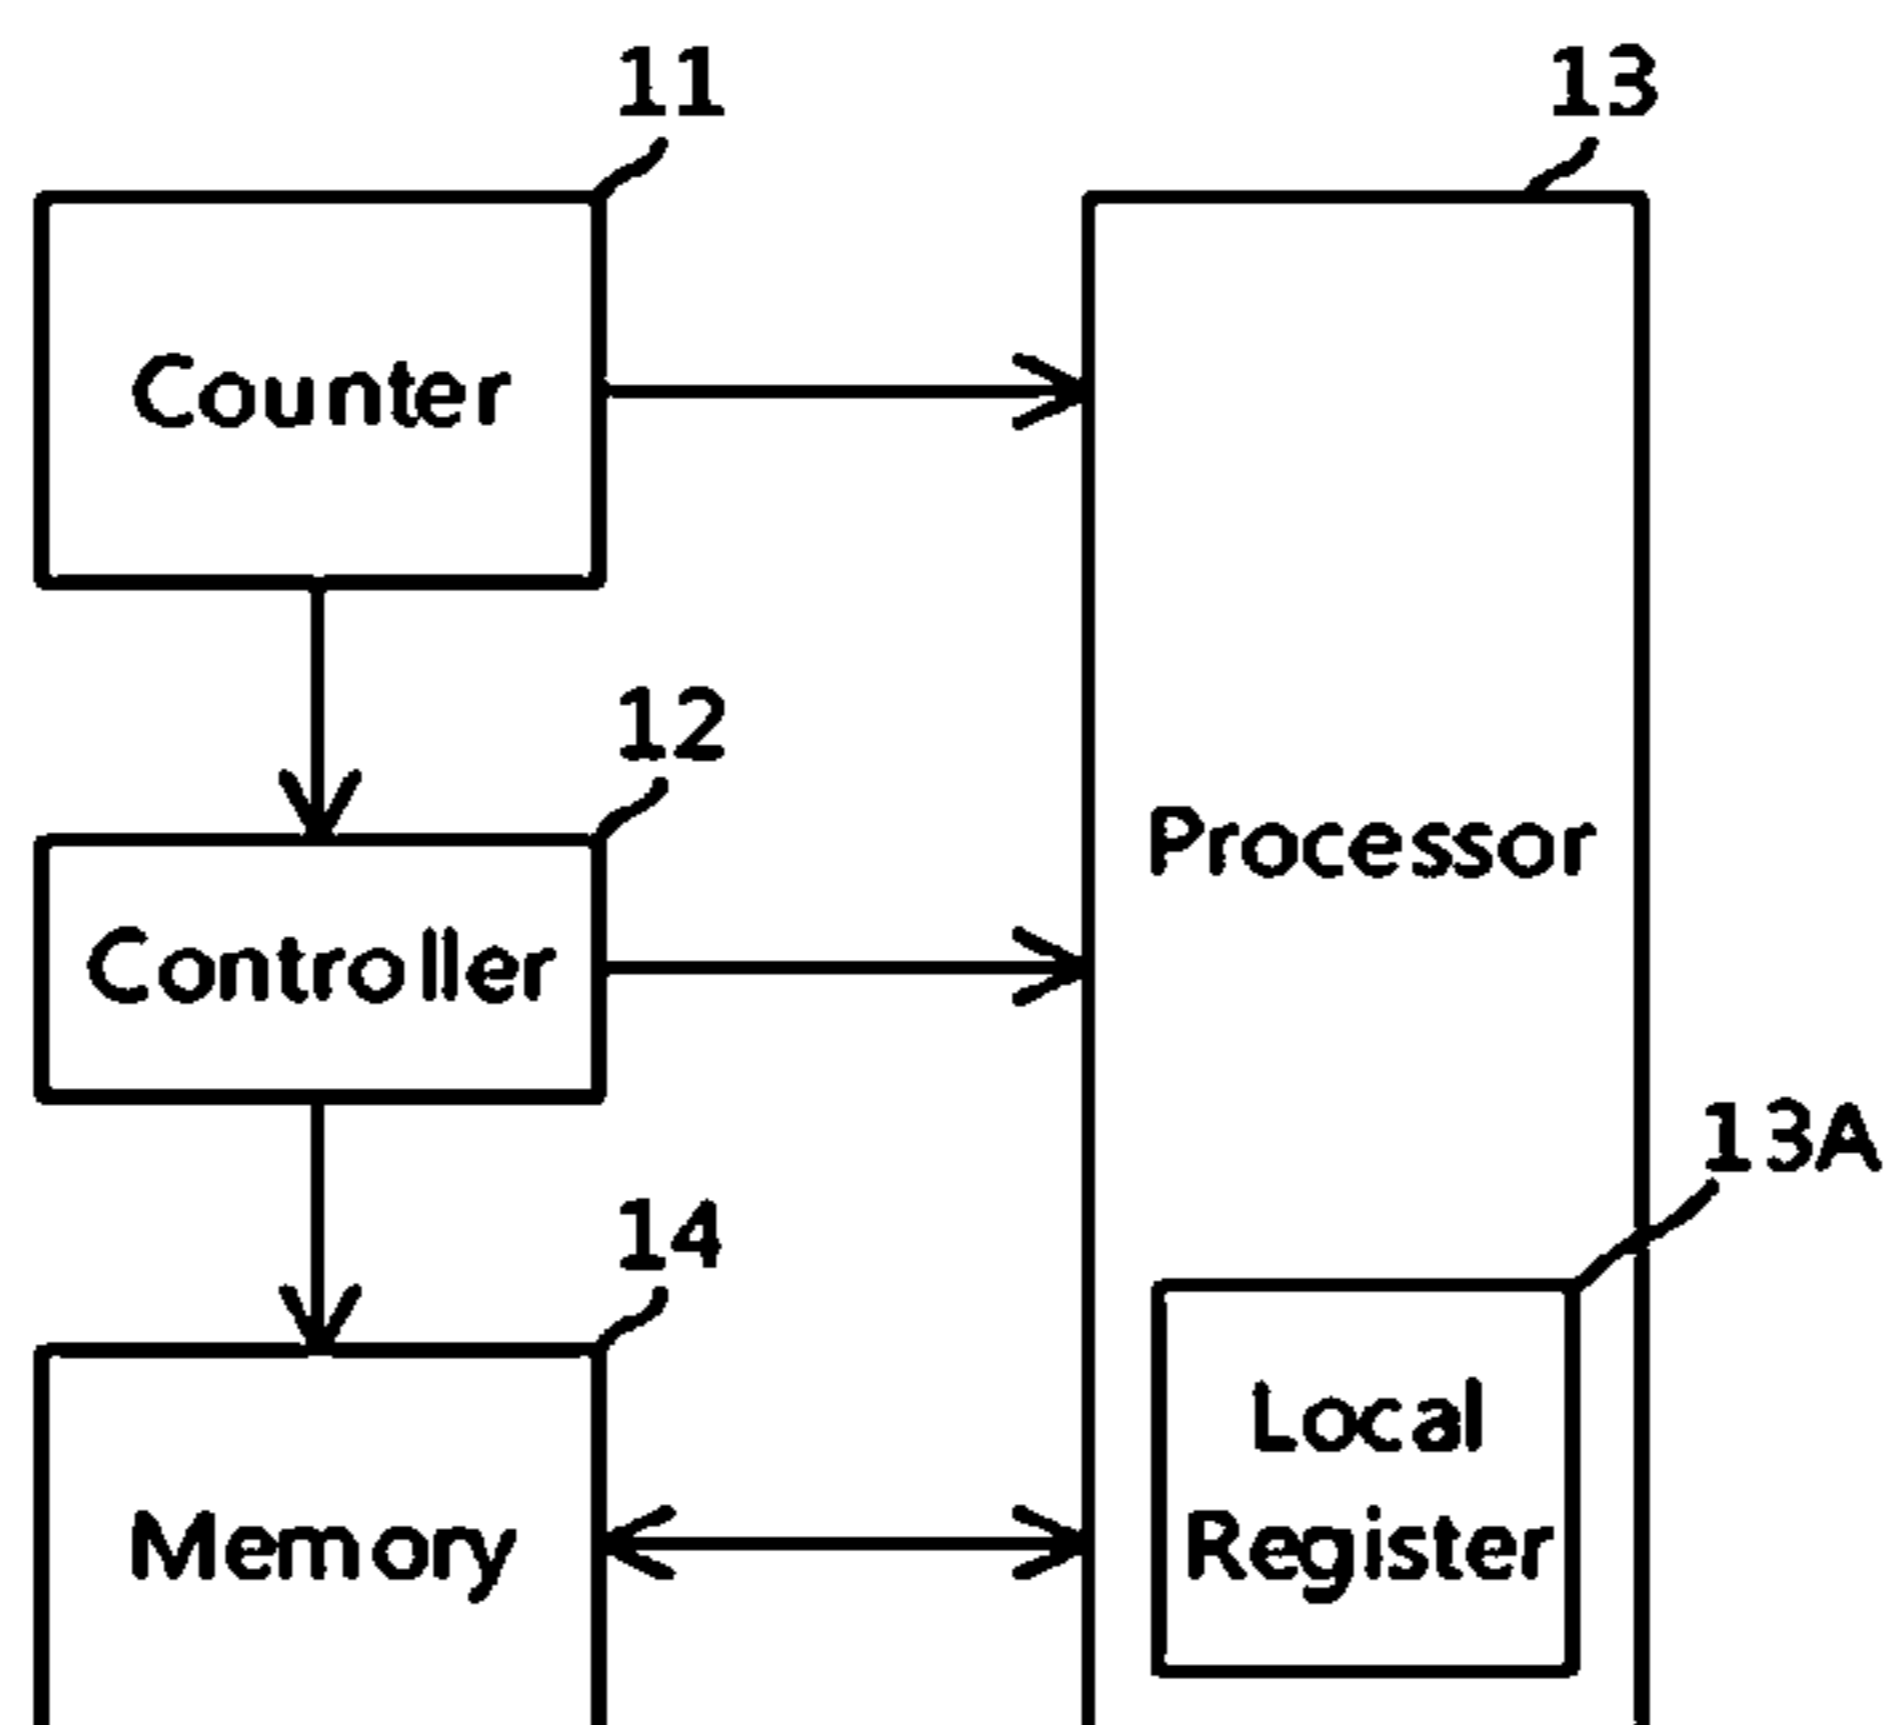 11
13
Counter
12
Processor
Controller
13A
14
Local
Register
Memory